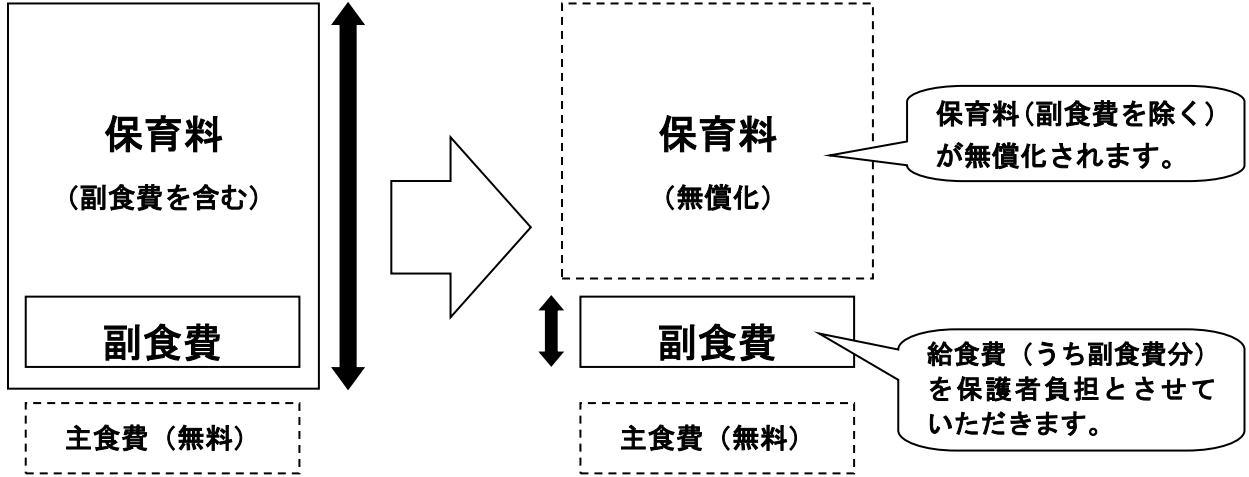 保育料
（副食費を含む）
副食費
主食費（無料）
保育料
（無償化）
副食費
主食費（無料）
保育料（副食費を除く）
が無償化されます。
給食費（うち副食費分）
を保護者負担とさせて
いただきます。